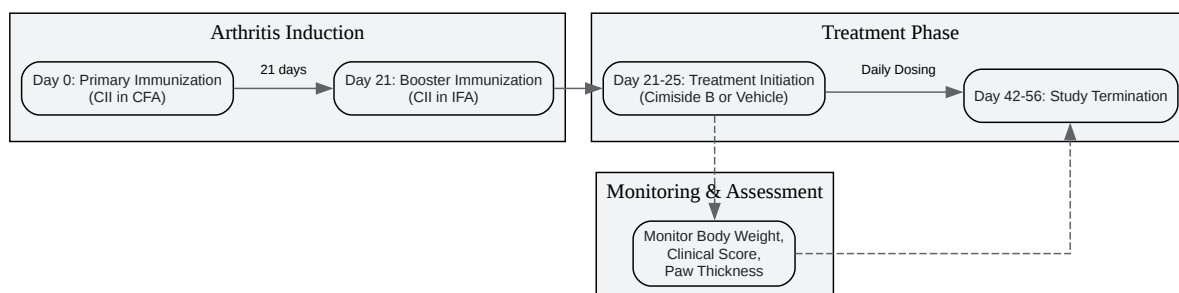 Arthritis Induction
Day 0: Primary Immunization
(CII in CFA)
21 days
Day 21: Booster Immunization
(CII in IFA)
Treatment Phase
Day 21-25: Treatment Initiation
(Cimiside B or Vehicle)
Daily Dosing
Day 42-56: Study Termination
Monitoring & Assessment
Monitor Body Weight,
Clinical Score,
Paw Thickness